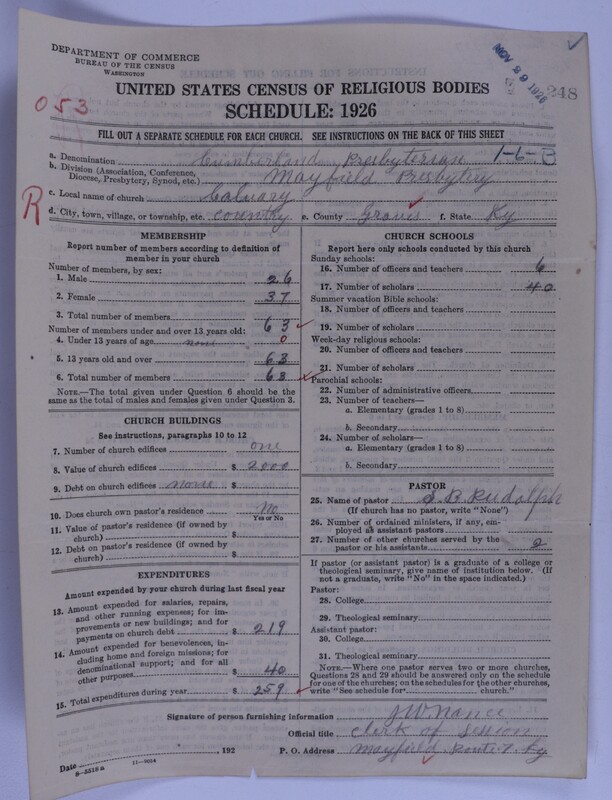 DEPARTMENT OF COMMERCE
BUREAU OF THE CENSUS
WASHINGTON
NOV 29 1926
248
053
UNITED STATES CENSUS OF RELIGIOUS BODIES
SCHEDULE: 1926
FILL OUT A SEPARATE SCHEDULE FOR EACH CHURCH. SEE INSTRUCTIONS ON THE BACK OF THIS SHEET
a. Denomination Cumberland Presbyterian 1-6-B
b. Division (Association, Conference, Diocese, Presbytery, Synod, etc.) Mayfield Presbytery
R
c. Local name of church Calvary
d. City, town, village, or township, etc. country e. County Graves f. State Ky
MEMBERSHIP
Report number of members according to definition of member in your church
Number of members, by sex:
1. Male 26
2. Female 37
3. Total number of members 63
Number of members under and over 13 years old:
4. Under 13 years of age none 0
5. 13 years old and over 63
6. Total number of members 63
NOTE.—The total given under Question 6 should be the same as the total of males and females given under Question 3.
CHURCH BUILDINGS
See instructions, paragraphs 10 to 12
7. Number of church edifices one
8. Value of church edifices $ 2000
9. Debt on church edifices none $
10. Does church own pastor's residence No
Yes or No
11. Value of pastor's residence (if owned by church) $
12. Debt on pastor's residence (if owned by church) $
EXPENDITURES
Amount expended by your church during last fiscal year
13. Amount expended for salaries, repairs, and other running expenses; for improvements or new buildings; and for payments on church debt $ 219
14. Amount expended for benevolences, including home and foreign missions; for denominational support; and for all other purposes $ 40
15. Total expenditures during year $ 259
CHURCH SCHOOLS
Report here only schools conducted by this church
Sunday schools:
16. Number of officers and teachers 6
17. Number of scholars 40
Summer vacation Bible schools:
18. Number of officers and teachers
19. Number of scholars
Week-day religious schools:
20. Number of officers and teachers
21. Number of scholars
Parochial schools:
22. Number of administrative officers
23. Number of teachers—
a. Elementary (grades 1 to 8)
b. Secondary
24. Number of scholars—
a. Elementary (grades 1 to 8)
b. Secondary
PASTOR
25. Name of pastor B. Rudolph
(If church has no pastor, write "None")
26. Number of ordained ministers, if any, employed as assistant pastors
27. Number of other churches served by the pastor or his assistants 2
If pastor (or assistant pastor) is a graduate of a college or theological seminary, give name of institution below. (If not a graduate, write "No" in the space indicated.)
Pastor:
28. College
29. Theological seminary
Assistant pastor:
30. College
31. Theological seminary
NOTE.—Where one pastor serves two or more churches, Questions 28 and 29 should be answered only on the schedule for one of the churches; on the schedules for the other churches, write "See schedule for church."
Signature of person furnishing information J W Nance
Official title Clerk of Session
Date , 192 P. O. Address Mayfield Route 7 Ky
8-5218 a 11-9054